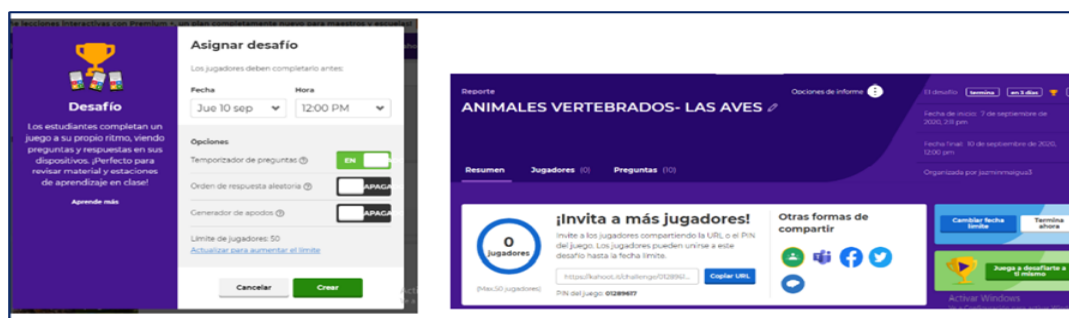 e lecciones interactivas con Premium +, un plan completamente nuevo para maestros y escuelas!
Desafío
Los estudiantes completan un
juego a su propio ritmo, viendo
preguntas y respuestas en sus
dispositivos. ¡Perfecto para
revisar material y estaciones
de aprendizaje en clase!
Aprende más
Asignar desafío
Los jugadores deben completarlo antes:
Fecha Hora
Jue 10 sep 12:00 PM
Opciones
Temporizador de preguntas EN
Orden de respuesta aleatoria APAGA
Generador de apodos APAGA
Límite de jugadores: 50
Actualizar para aumentar el límite
Cancelar Crear
Reporte
ANIMALES VERTEBRADOS- LAS AVES
Opciones de informe
Resumen Jugadores (0) Preguntas (10)
El desafío termina en 3 días
Fecha de inicio: 7 de septiembre de
2020, 2:11 pm
Fecha final: 10 de septiembre de 2020,
12:00 pm
Organizada por jazminmaigua3
0
jugadores
(Máx.50 jugadores)
¡Invita a más jugadores!
Invite a los jugadores compartiendo la URL o el PIN
del juego. Los jugadores pueden unirse a este
desafío hasta la fecha límite.
https://kahoot.it/challenge/0128961... Copiar URL
PIN del juego: 01289617
Otras formas de
compartir
Cambiar fecha
límite
Termina
ahora
Juega a desafiarte a
ti mismo
Activar Windows